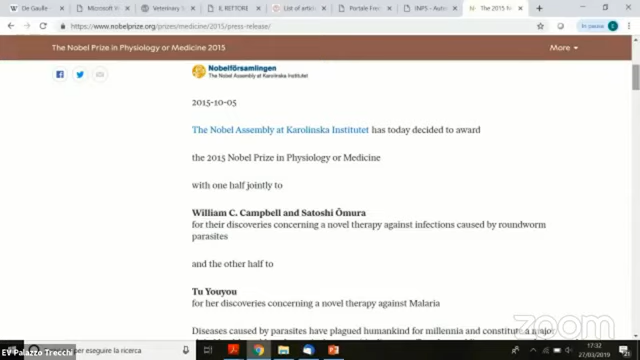 De Gaulle -
Microsoft
Veterinary S
IL RETTORE
List of articl
Portale Fre
INPS - Auto
The 2015 N
https://www.nobelprize.org/prizes/medicine/2015/press-release/
In pausa
The Nobel Prize in Physiology or Medicine 2015
More
Nobelförsamlingen
The Nobel Assembly at Karolinska Institutet
2015-10-05
The Nobel Assembly at Karolinska Institutet has today decided to award
the 2015 Nobel Prize in Physiology or Medicine
with one half jointly to
William C. Campbell and Satoshi Ōmura
for their discoveries concerning a novel therapy against infections caused by roundworm
parasites
and the other half to
Tu Youyou
for her discoveries concerning a novel therapy against Malaria
Diseases caused by parasites have plagued humankind for millennia and constitute a major
zoom
EV Palazzo Trecchi
per eseguire la ricerca
17:32
27/03/2019